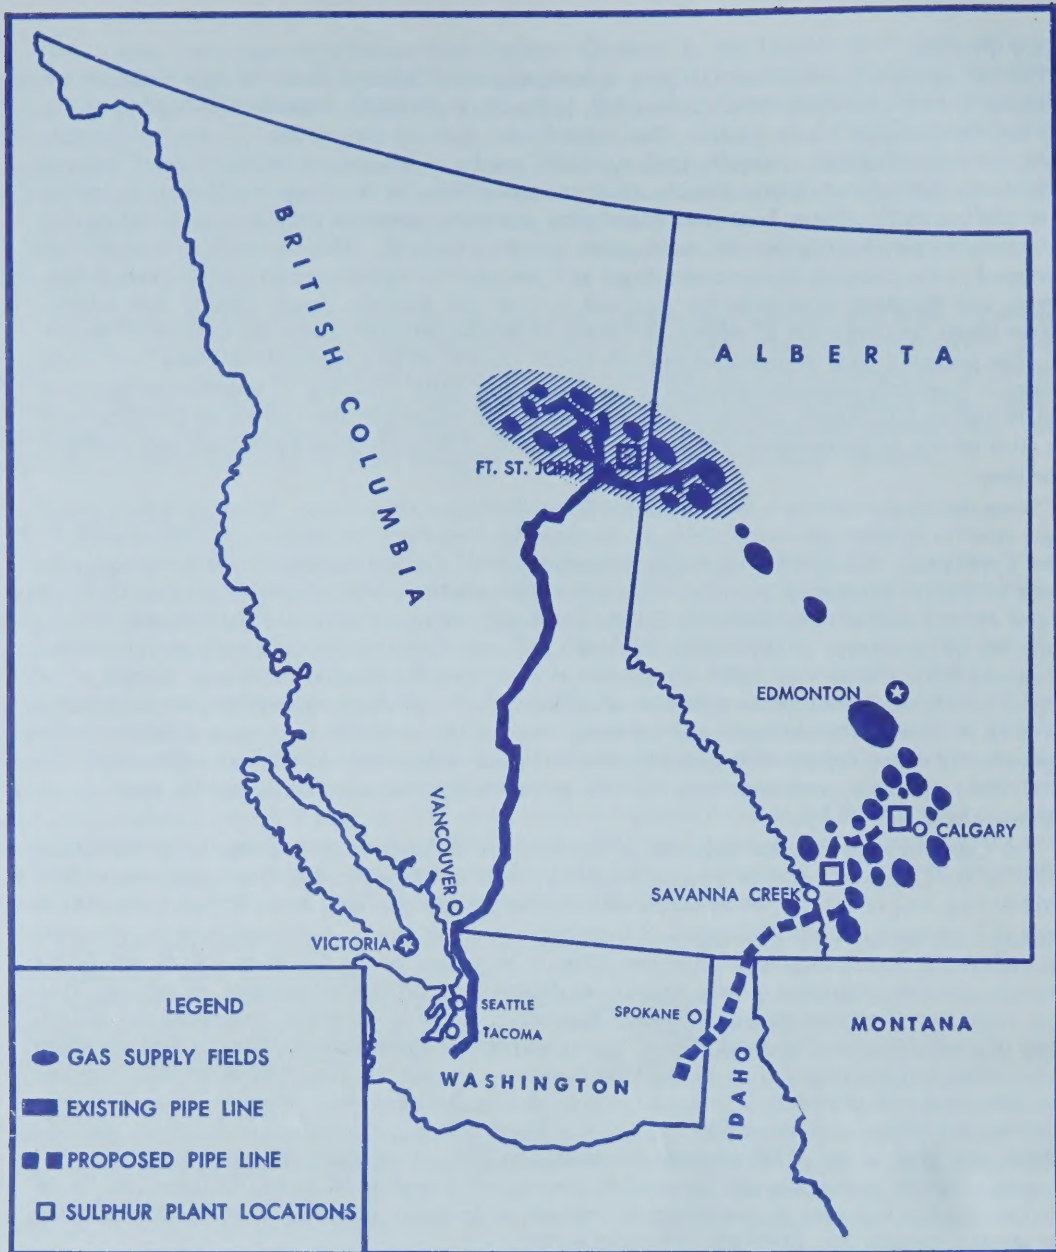 BRITISH COLUMBIA
ALBERTA
FT. ST. JOHN
EDMONTON
CALGARY
SAVANNA CREEK
VANCOUVER
VICTORIA
SEATTLE
TACOMA
SPOKANE
WASHINGTON
IDAHO
MONTANA
LEGEND
GAS SUPPLY FIELDS
EXISTING PIPE LINE
PROPOSED PIPE LINE
SULPHUR PLANT LOCATIONS